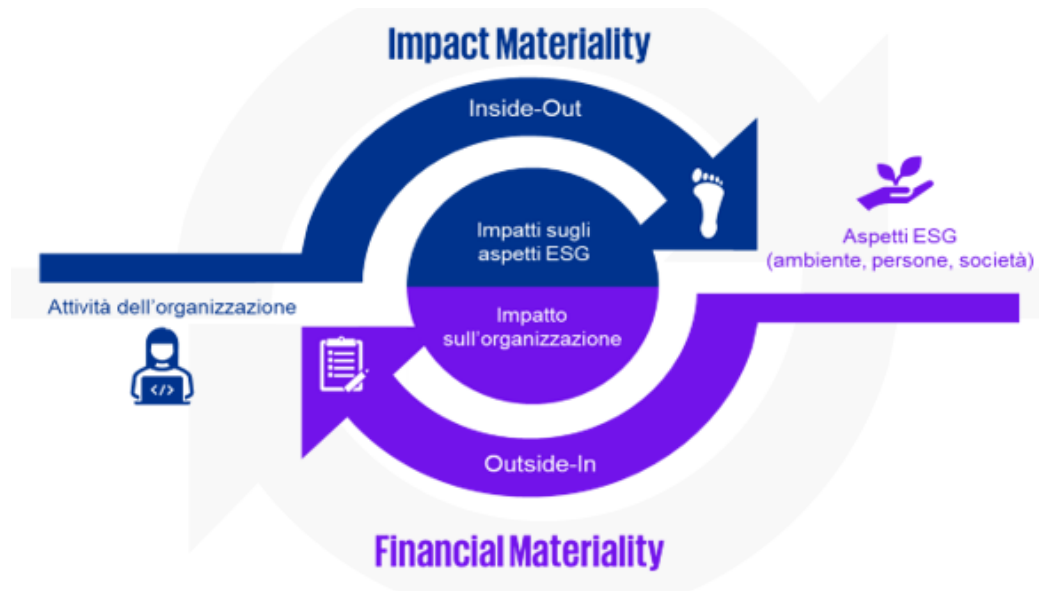 Impact Materiality
Inside-Out
Impatti sugli
aspetti ESG
Aspetti ESG
(ambiente, persone, società)
Attività dell'organizzazione
</>
Impatto
sull'organizzazione
Outside-In
Financial Materiality